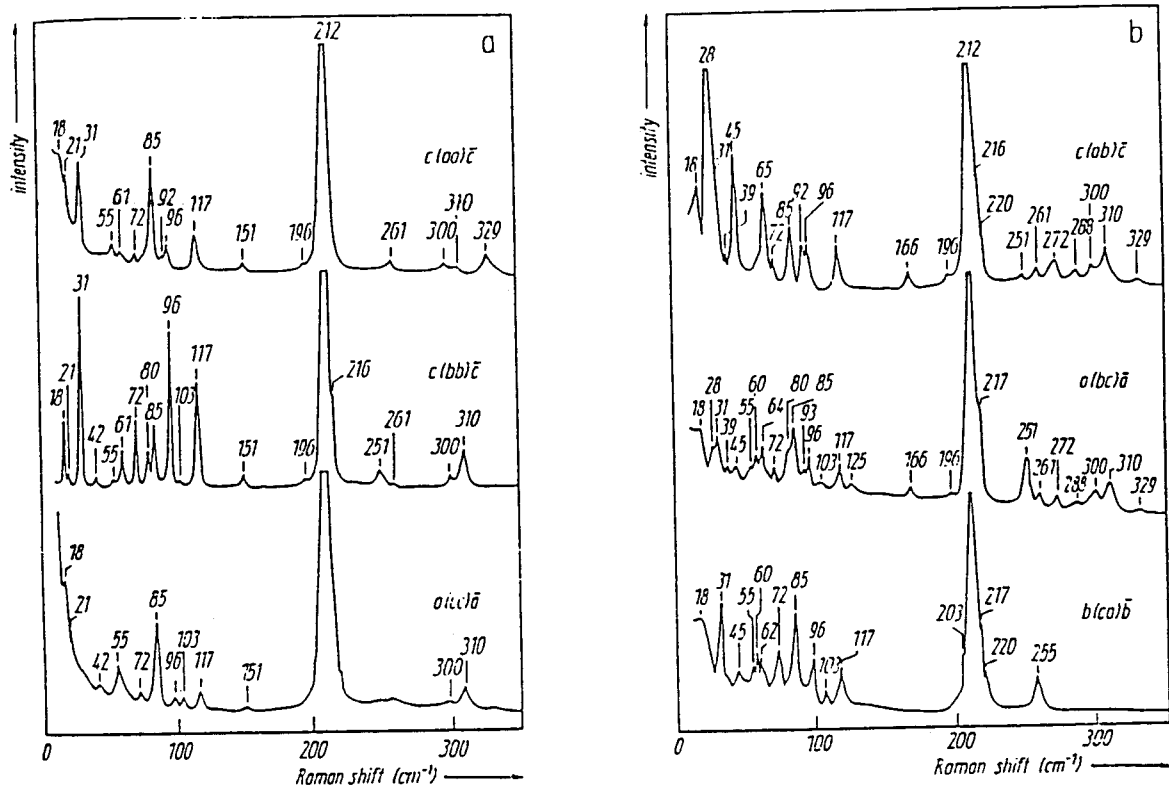 a
intensity
18 21 31 55 61 72 85 92 96 117 151 196 212 261 300 310 329
c(aa)c̄
18 21 31 42 55 61 72 80 85 96 103 117 151 196 216 251 261 300 310
c(bb)c̄
18 21 42 55 72 85 96 103 117 151 300 310
a(cc)ā
0 100 200 300
Raman shift (cm⁻¹)
b
intensity
18 28 31 39 45 65 72 85 92 96 117 166 196 212 216 220 251 261 272 288 300 310 329
c(ab)c̄
18 28 31 39 45 55 60 64 72 80 85 93 96 103 117 125 166 196 217 251 261 272 288 300 310 329
a(bc)ā
18 31 45 55 60 62 72 85 96 103 117 203 217 220 255
b(ca)b̄
0 100 200 300
Raman shift (cm⁻¹)